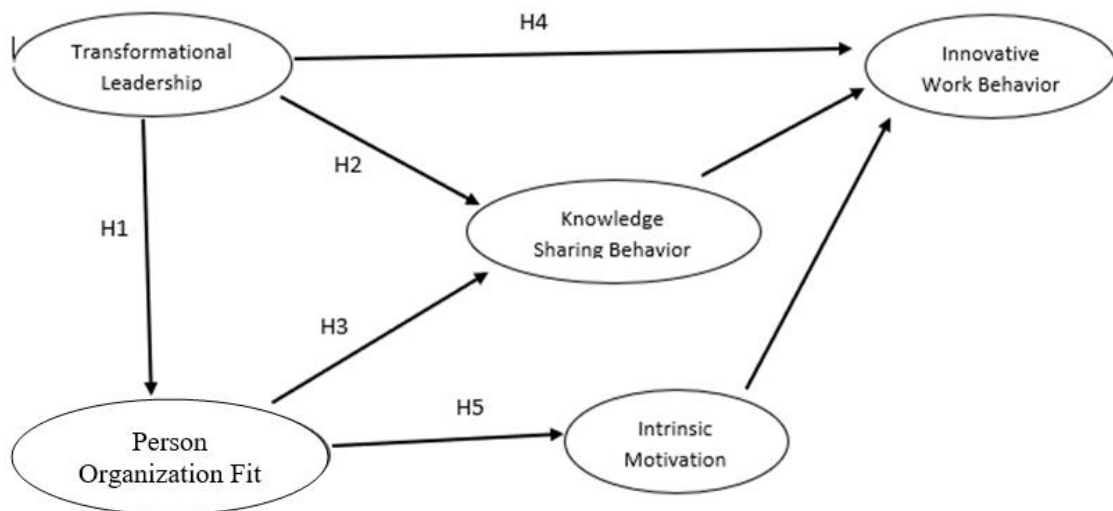 H4
Transformational
Leadership
Innovative
Work Behavior
H2
Knowledge
Sharing Behavior
H1
H3
H5
Person
Organization Fit
Intrinsic
Motivation